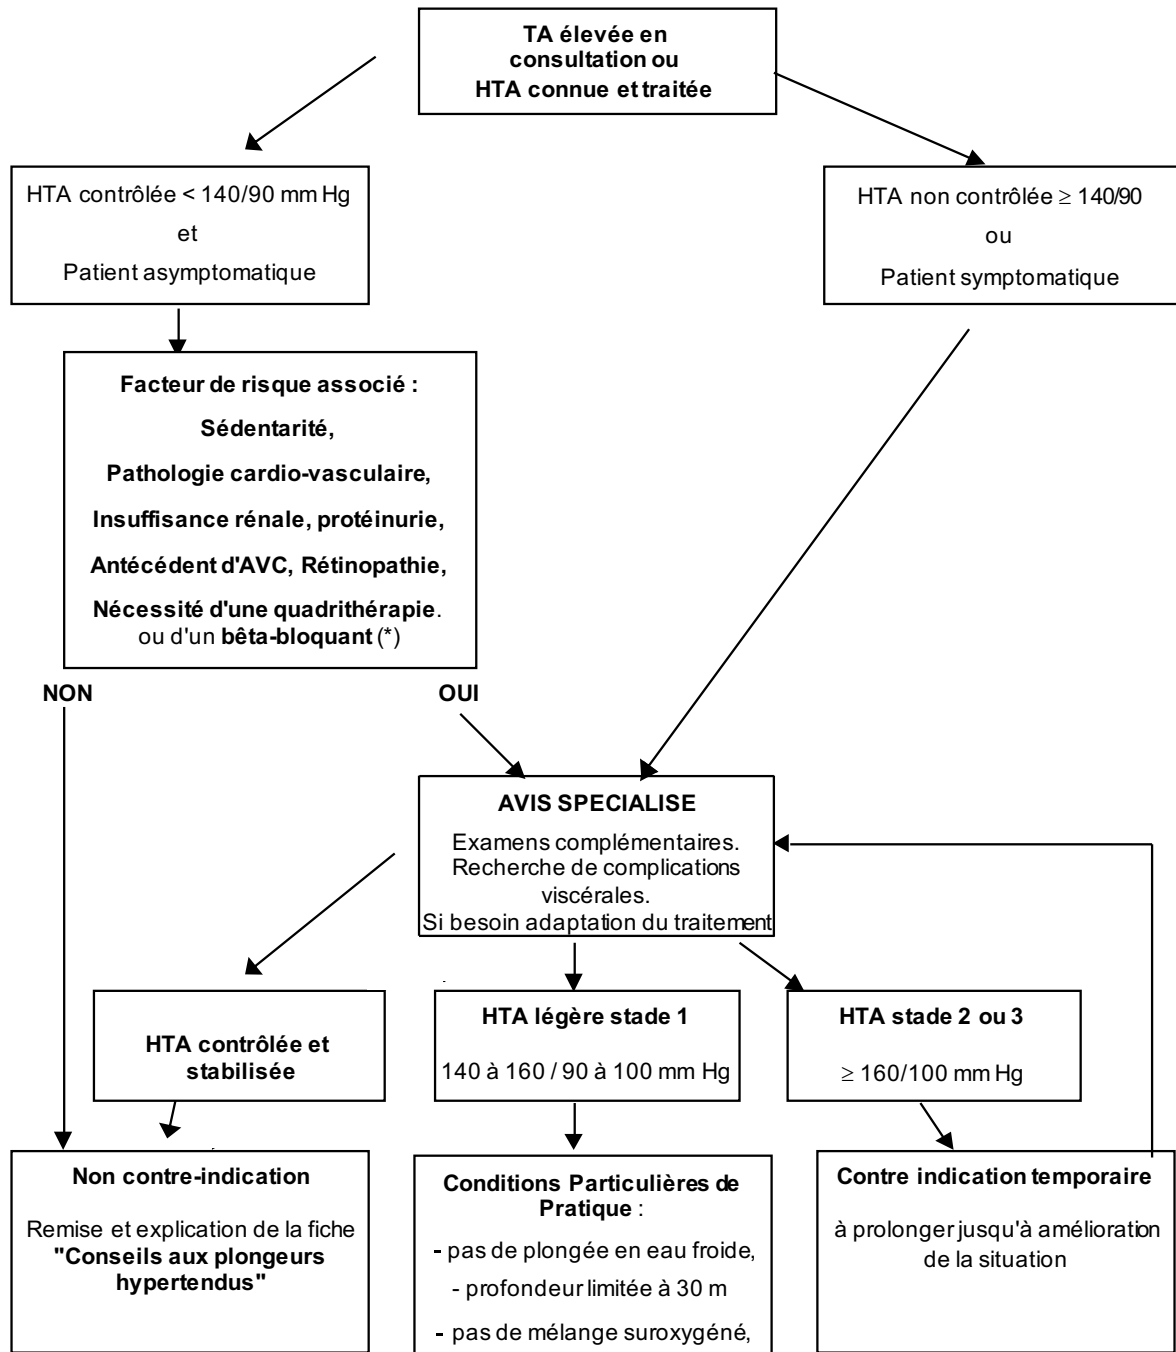 TA élevée en
consultation ou
HTA connue et traitée
HTA contrôlée < 140/90 mm Hg
et
Patient asymptomatique
HTA non contrôlée ≥ 140/90
ou
Patient symptomatique
Facteur de risque associé :
Sédentarité,
Pathologie cardio-vasculaire,
Insuffisance rénale, protéinurie,
Antécédent d'AVC, Rétinopathie,
Nécessité d'une quadrithérapie.
ou d'un bêta-bloquant (*)
NON
OUI
AVIS SPECIALISE
Examens complémentaires.
Recherche de complications
viscérales.
Si besoin adaptation du traitement
HTA contrôlée et
stabilisée
HTA légère stade 1
140 à 160 / 90 à 100 mm Hg
HTA stade 2 ou 3
≥ 160/100 mm Hg
Non contre-indication
Remise et explication de la fiche
"Conseils aux plongeurs
hypertendus"
Conditions Particulières de
Pratique :
- pas de plongée en eau froide,
- profondeur limitée à 30 m
- pas de mélange suroxygéné,
Contre indication temporaire
à prolonger jusqu'à amélioration
de la situation